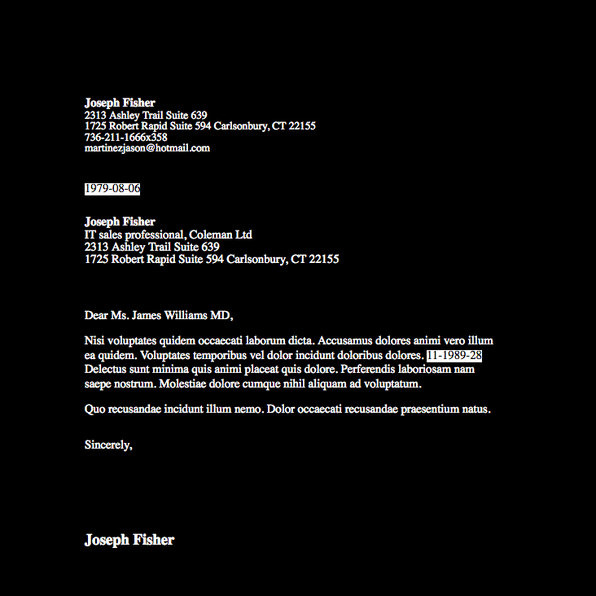 Joseph Fisher
2313 Ashley Trail Suite 639
1725 Robert Rapid Suite 594 Carlsonbury, CT 22155
736-211-1666x358
martinezjason@hotmail.com
1979-08-06
Joseph Fisher
IT sales professional, Coleman Ltd
2313 Ashley Trail Suite 639
1725 Robert Rapid Suite 594 Carlsonbury, CT 22155
Dear Ms. James Williams MD,
Nisi voluptates quidem occaecati laborum dicta. Accusamus dolores animi vero illum
ea quidem. Voluptates temporibus vel dolor incidunt doloribus dolores. 11-1989-28
Delectus sunt minima quis animi placeat quis dolore. Perferendis laboriosam nam
saepe nostrum. Molestiae dolore cumque nihil aliquam ad voluptatum.
Quo recusandae incidunt illum nemo. Dolor occaecati recusandae praesentium natus.
Sincerely,
Joseph Fisher